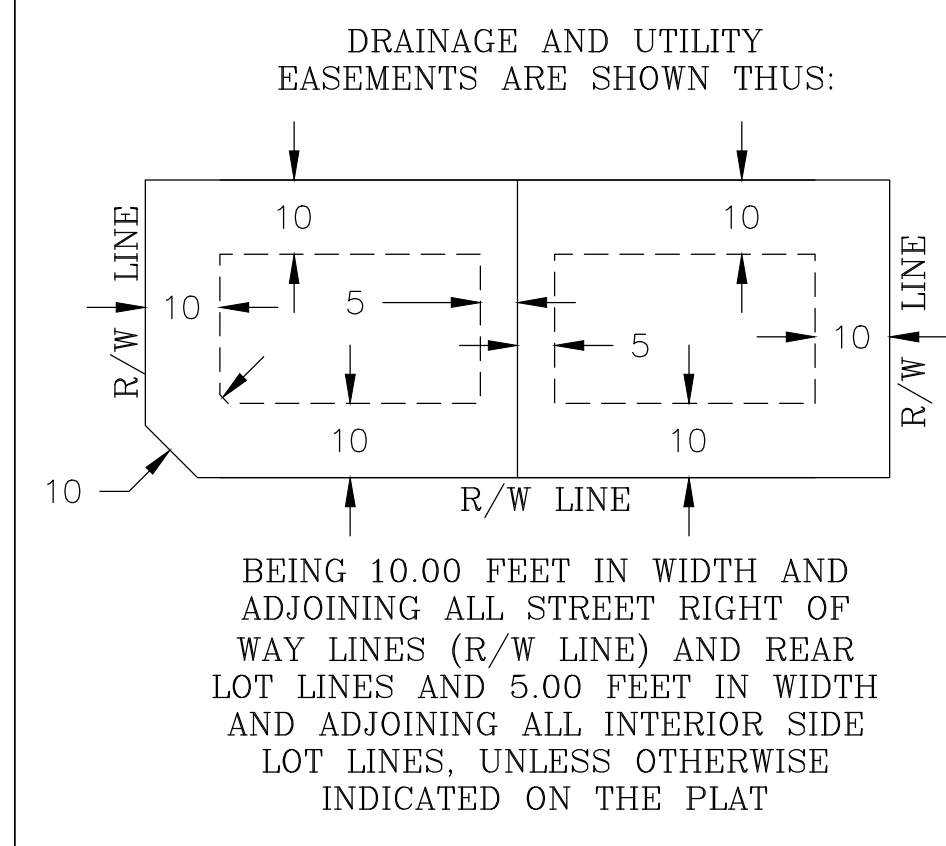 DRAINAGE AND UTILITY
EASEMENTS ARE SHOWN THUS:
10
10
R/W LINE
R/W LINE
10
5
10
5
10
10
10
R/W LINE
BEING 10.00 FEET IN WIDTH AND
ADJOINING ALL STREET RIGHT OF
WAY LINES (R/W LINE) AND REAR
LOT LINES AND 5.00 FEET IN WIDTH
AND ADJOINING ALL INTERIOR SIDE
LOT LINES, UNLESS OTHERWISE
INDICATED ON THE PLAT